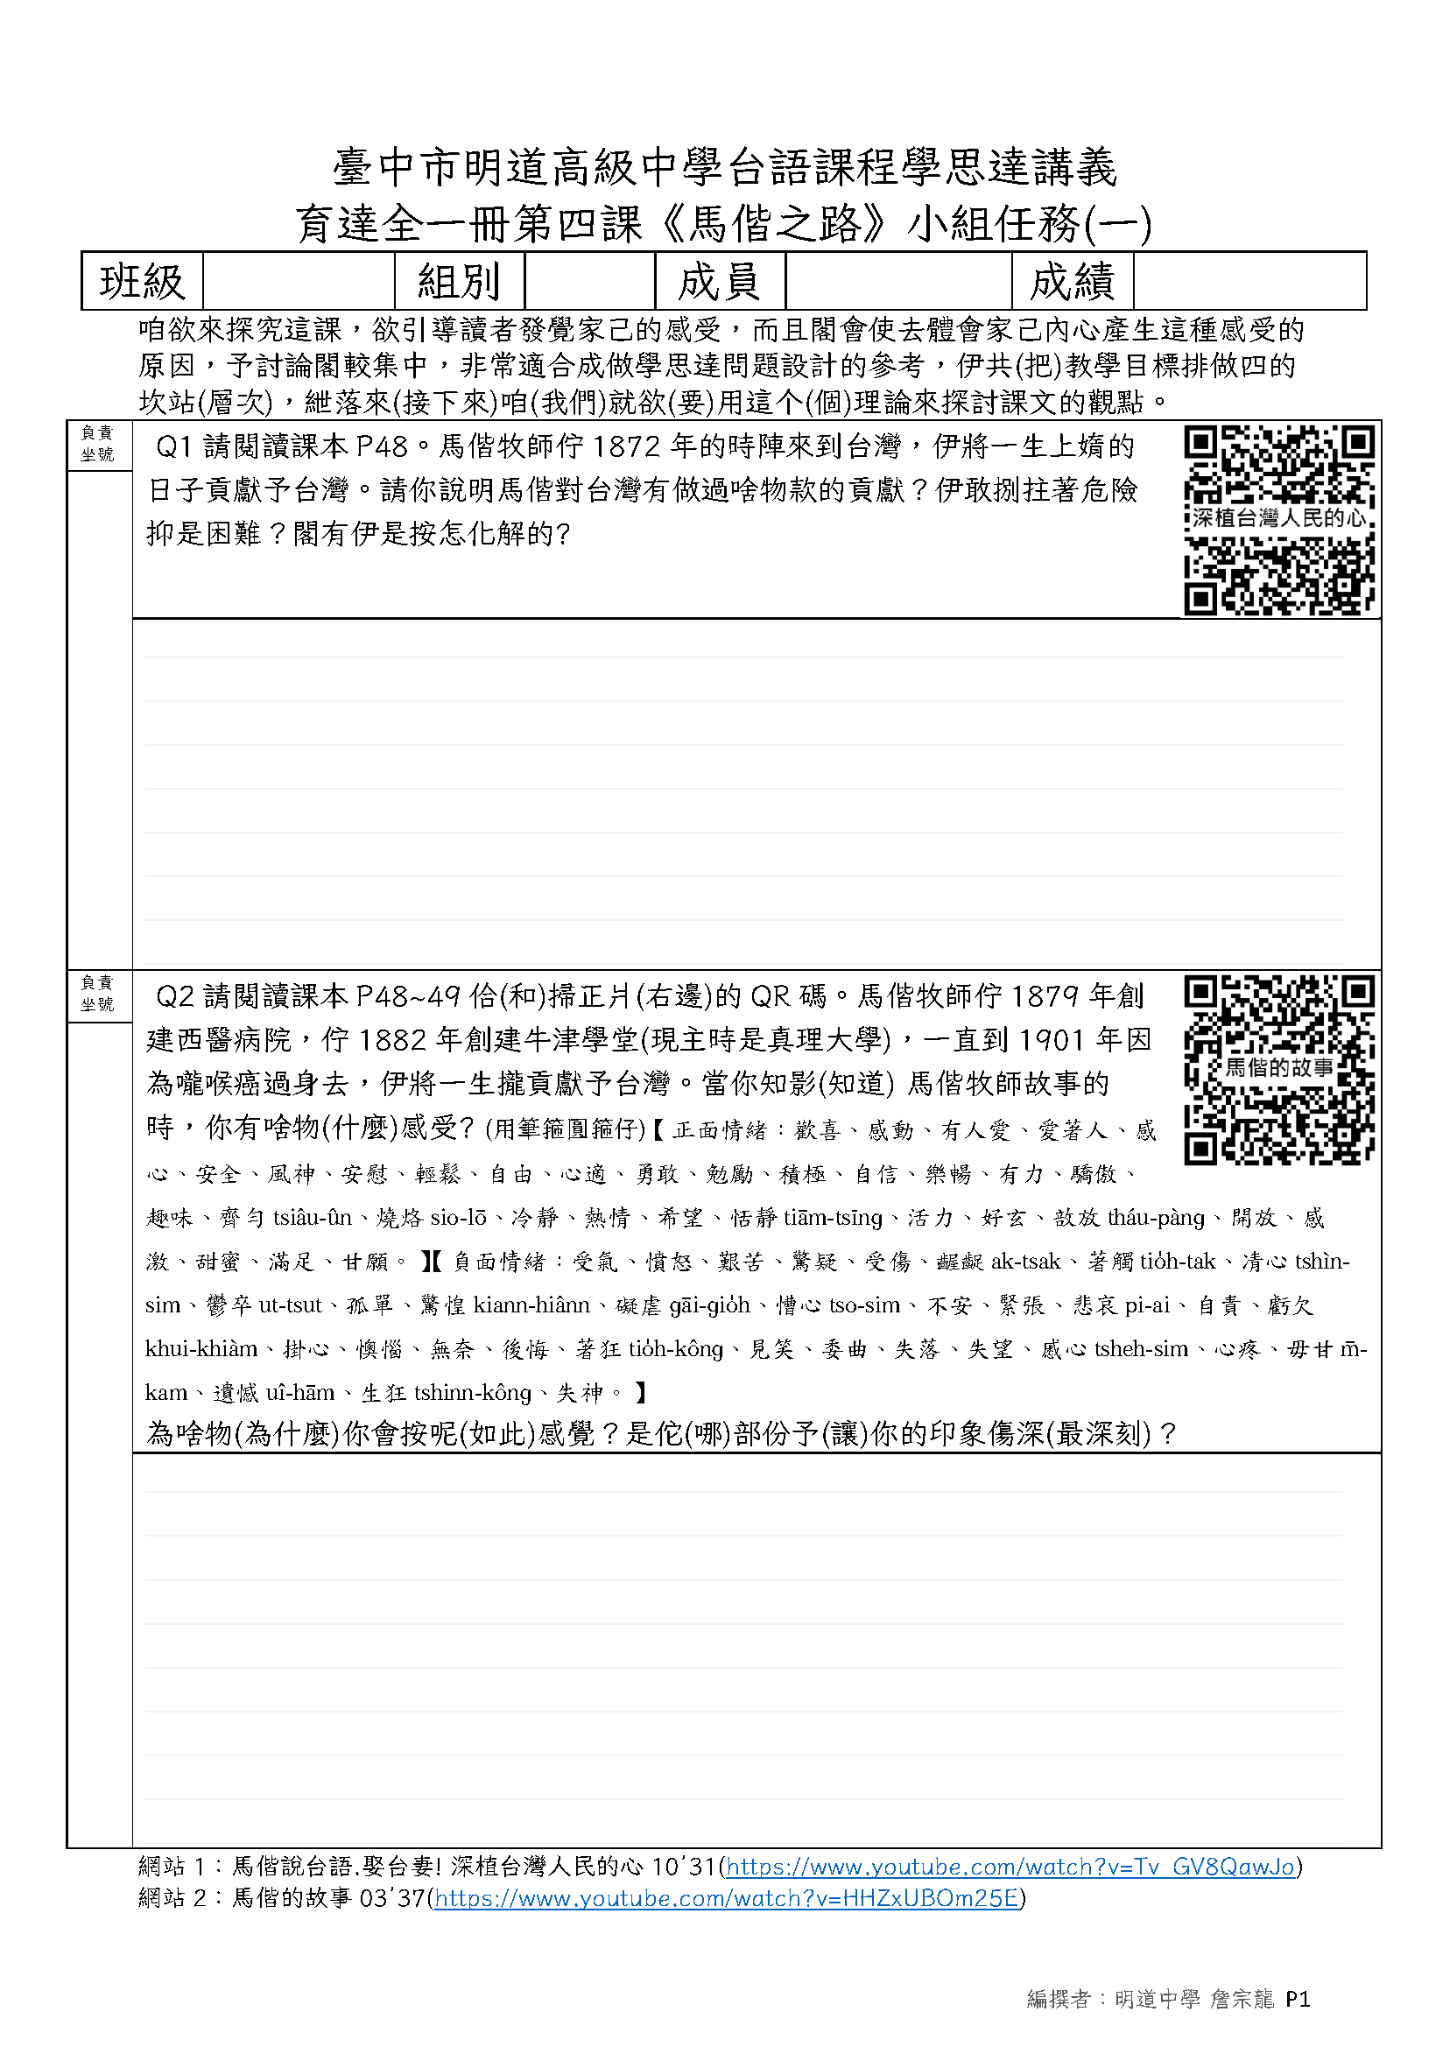 臺中市明道高級中學台語課程學思達講義
育達全一冊第四課《馬偕之路》小組任務(一)
班級 組別 成員 成績
咱欲來探究這課，欲引導讀者發覺家己的感受，而且閣會使去體會家己內心產生這種感受的
原因，予討論閣較集中，非常適合成做學思達問題設計的參考，伊共(把)教學目標排做四的
坎站(層次)，紲落來(接下來)咱(我們)就欲(要)用這个(個)理論來探討課文的觀點。
負責
坐號
Q1 請閱讀課本 P48。馬偕牧師佇 1872 年的時陣來到台灣，伊將一生上媠的
日子貢獻予台灣。請你說明馬偕對台灣有做過啥物款的貢獻？伊敢捌拄著危險
抑是困難？閣有伊是按怎化解的?
深植台灣人民的心
負責
坐號
Q2 請閱讀課本 P48~49 佮(和)掃正爿(右邊)的 QR 碼。馬偕牧師佇 1879 年創
建西醫病院，佇 1882 年創建牛津學堂(現主時是真理大學)，一直到 1901 年因
為嚨喉癌過身去，伊將一生攏貢獻予台灣。當你知影(知道) 馬偕牧師故事的
時，你有啥物(什麼)感受? (用筆箍圓箍仔)【 正面情緒：歡喜、感動、有人愛、愛著人、感
心、安全、風神、安慰、輕鬆、自由、心適、勇敢、勉勵、積極、自信、樂暢、有力、驕傲、
趣味、齊勻 tsiâu-ûn、燒烙 sio-lō、冷靜、熱情、希望、恬靜 tiām-tsīng、活力、好玄、敨放 tháu-pàng、開放、感
激、甜蜜、滿足、甘願。 】【 負面情緒：受氣、憤怒、艱苦、驚疑、受傷、齷齪 ak-tsak、著觸 tio̍h-tak、凊心 tshìn-
sim、鬱卒 ut-tsut、孤單、驚惶 kiann-hiânn、礙虐 gāi-gio̍h、慒心 tso-sim、不安、緊張、悲哀 pi-ai、自責、虧欠
khui-khiàm、掛心、懊惱、無奈、後悔、著狂 tio̍h-kông、見笑、委曲、失落、失望、慼心 tsheh-sim、心疼、毋甘 m̄-
kam、遺憾 uî-hām、生狂 tshinn-kông、失神。 】
為啥物(為什麼)你會按呢(如此)感覺？是佗(哪)部份予(讓)你的印象傷深(最深刻)？
馬偕的故事
網站 1：馬偕說台語.娶台妻! 深植台灣人民的心 10’31(https://www.youtube.com/watch?v=Tv_GV8QawJo)
網站 2：馬偕的故事 03’37(https://www.youtube.com/watch?v=HHZxUBOm25E)
編撰者：明道中學 詹宗龍 P1